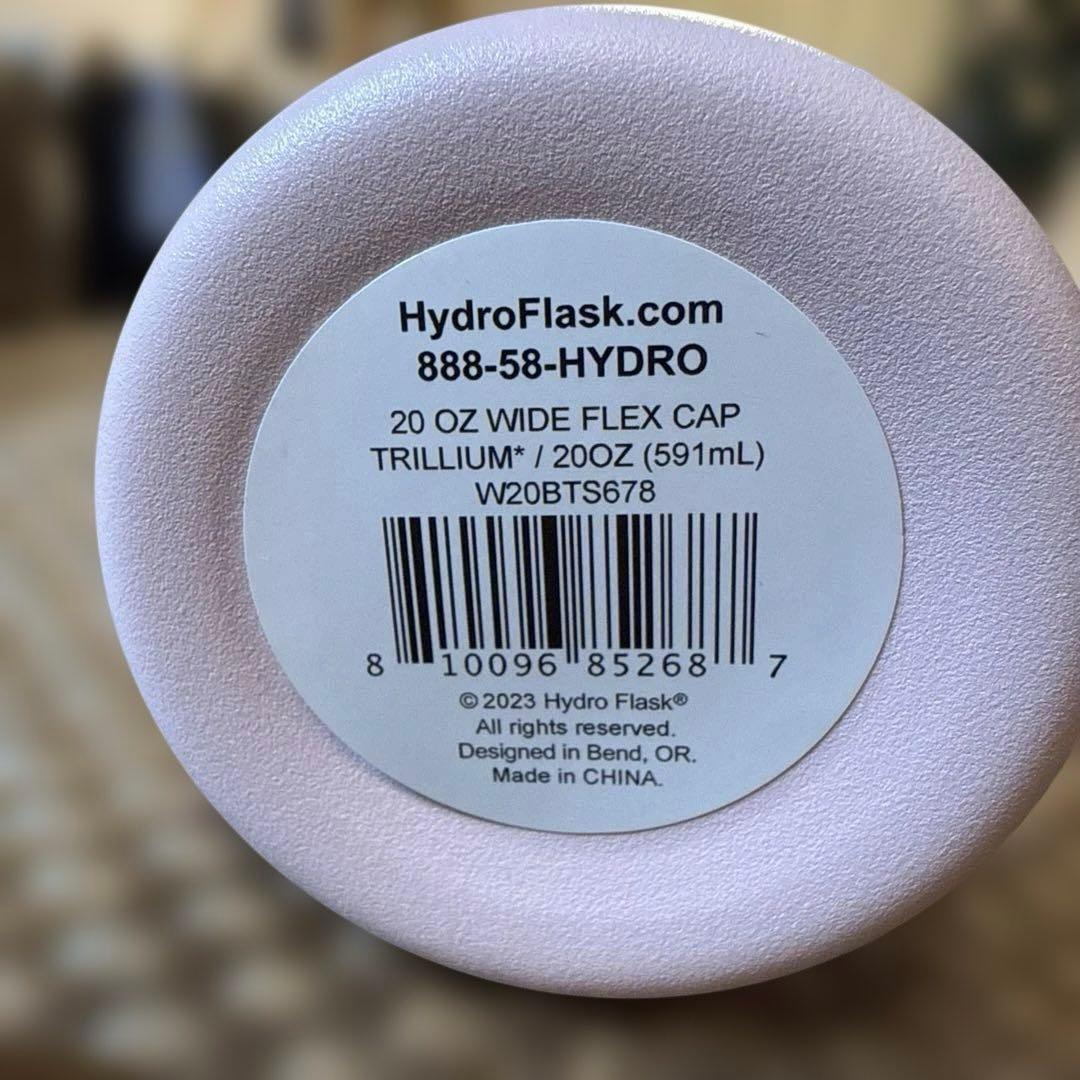 HydroFlask.com
888-58-HYDRO
20 OZ WIDE FLEX CAP
TRILLIUM* / 20OZ (591mL)
W20BTS678
8 10096 85268 7
© 2023 Hydro Flask®
All rights reserved.
Designed in Bend, OR.
Made in CHINA.